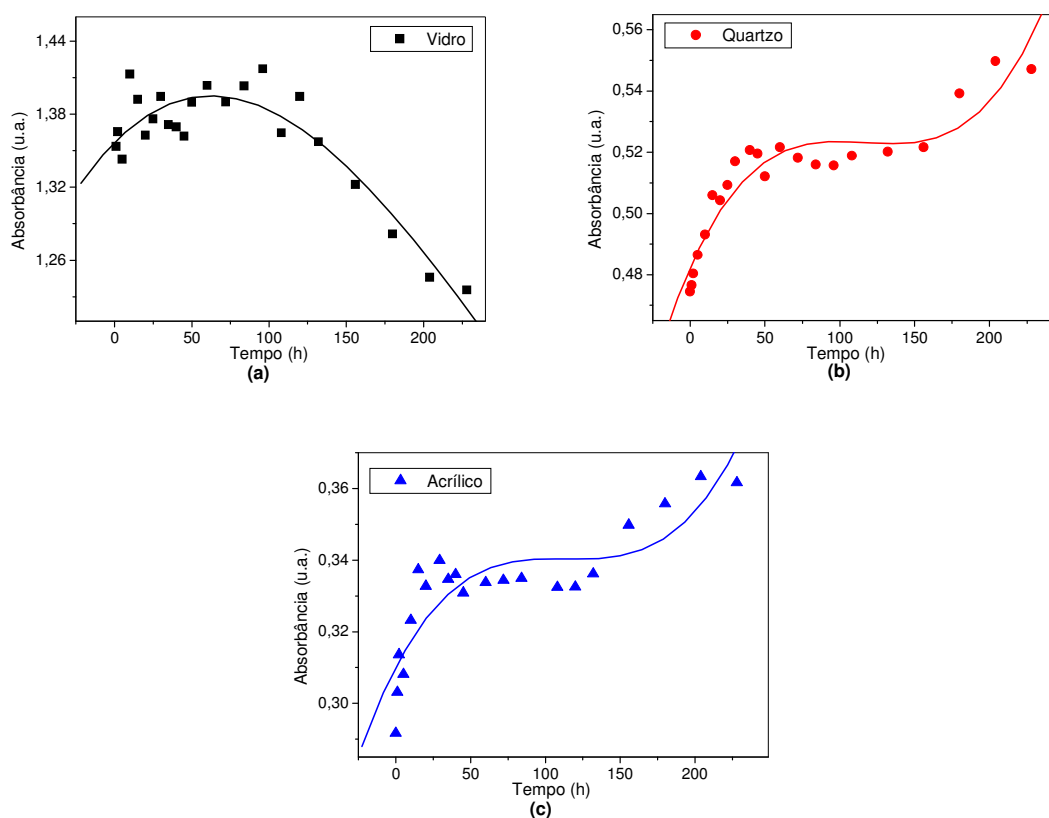 Vidro
1,44
1,38
1,32
1,26
Absorbância (u.a.)
0 50 100 150 200
Tempo (h)
(a)
Quartzo
0,56
0,54
0,52
0,50
0,48
Absorbância (u.a.)
0 50 100 150 200
Tempo (h)
(b)
Acrílico
0,36
0,34
0,32
0,30
Absorbância (u.a.)
0 50 100 150 200
Tempo (h)
(c)